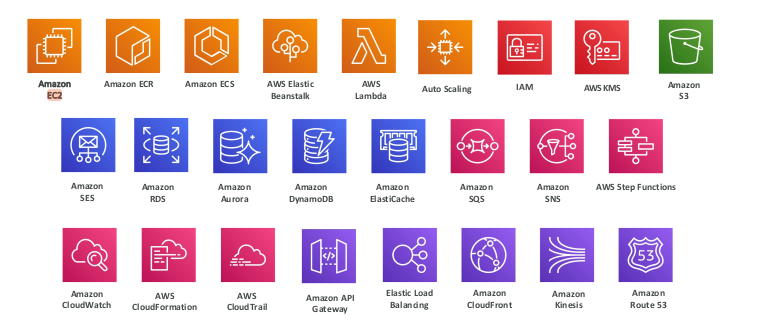 Amazon
EC2
Amazon ECR
Amazon ECS
AWS Elastic
Beanstalk
AWS
Lambda
Auto Scaling
IAM
AWS KMS
Amazon
S3
Amazon
SES
Amazon
RDS
Amazon
Aurora
Amazon
DynamoDB
Amazon
ElastiCache
Amazon
SQS
Amazon
SNS
AWS Step Functions
Amazon
CloudWatch
AWS
CloudFormation
AWS
CloudTrail
</>
Amazon API
Gateway
Elastic Load
Balancing
Amazon
CloudFront
Amazon
Kinesis
53
Amazon
Route 53